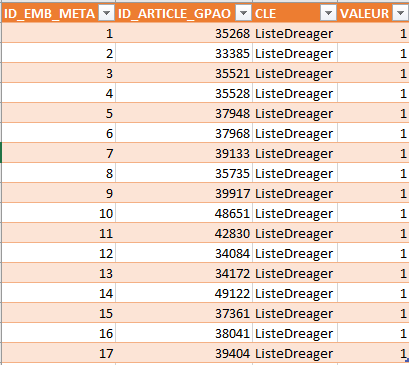 ID_EMB_META ID_ARTICLE_GPAO CLE VALEUR
1 35268 ListeDreager 1
2 33385 ListeDreager 1
3 35521 ListeDreager 1
4 35528 ListeDreager 1
5 37948 ListeDreager 1
6 37968 ListeDreager 1
7 39133 ListeDreager 1
8 35735 ListeDreager 1
9 39917 ListeDreager 1
10 48651 ListeDreager 1
11 42830 ListeDreager 1
12 34084 ListeDreager 1
13 34172 ListeDreager 1
14 49122 ListeDreager 1
15 37361 ListeDreager 1
16 38041 ListeDreager 1
17 39404 ListeDreager 1